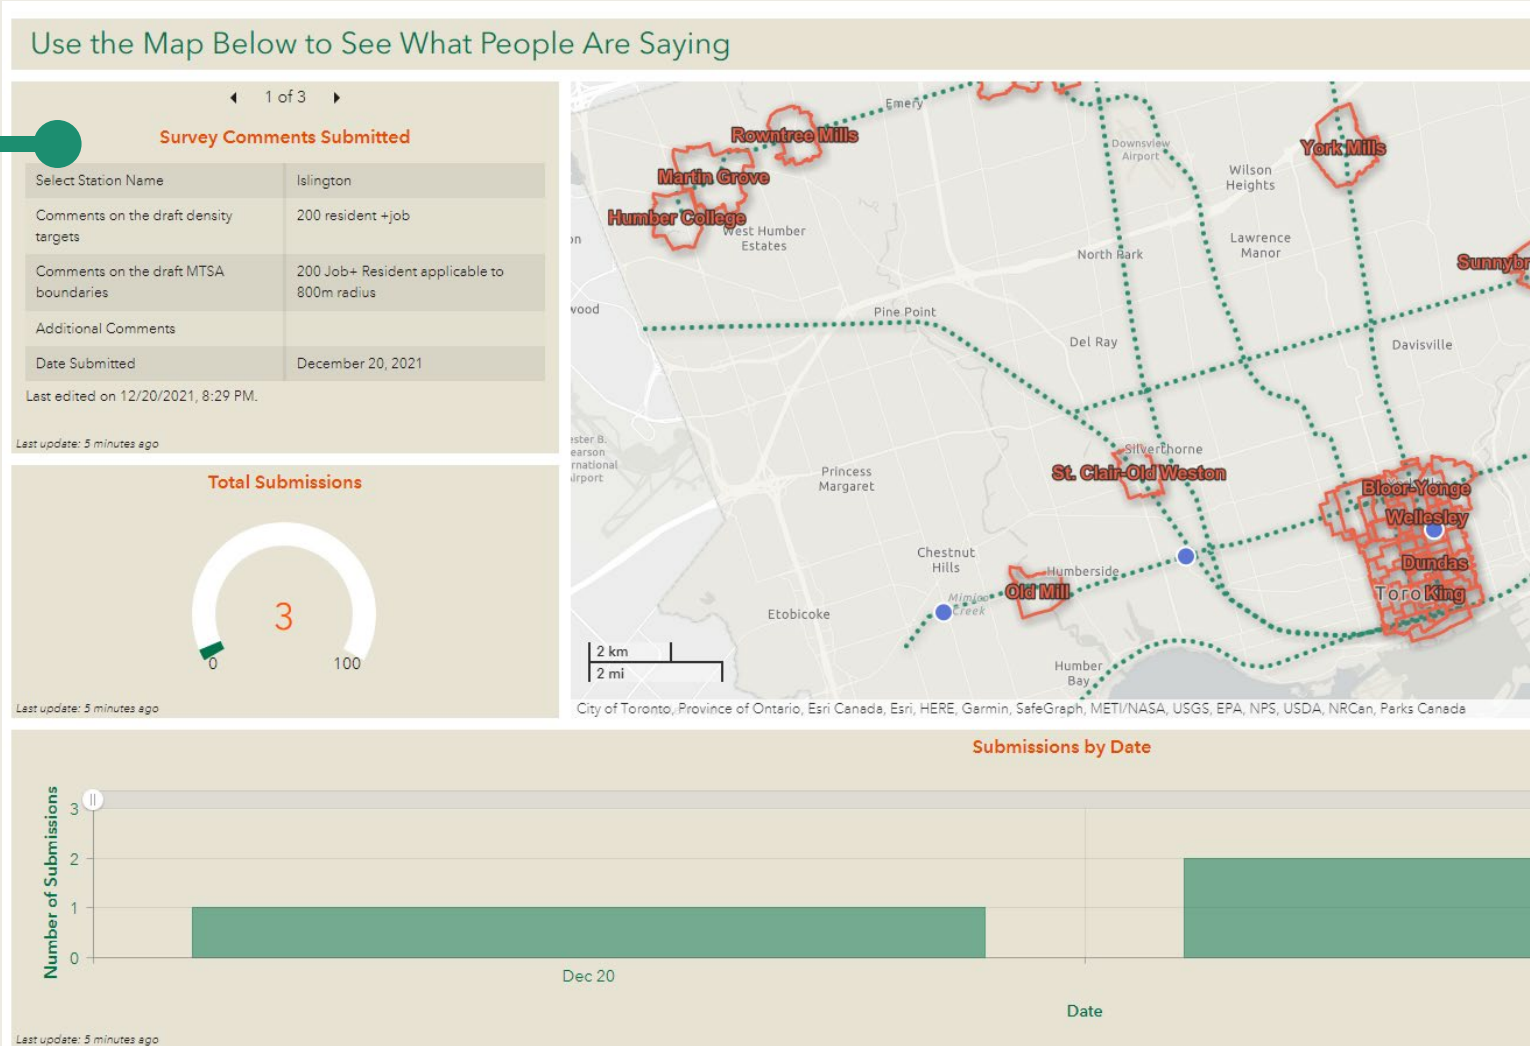 Use the Map Below to See What People Are Saying
1 of 3
Survey Comments Submitted
Select Station Name Islington
Comments on the draft density 200 resident +job
targets
Comments on the draft MTSA 200 Job+ Resident applicable to
boundaries 800m radius
Additional Comments
Date Submitted December 20, 2021
Last edited on 12/20/2021, 8:29 PM.
Last update: 5 minutes ago
Total Submissions
3
0 100
Last update: 5 minutes ago
Emery
Rowntree Mills
Downsview
Airport
York Mills
Martin Grove
Wilson
Heights
Humber College
West Humber
Estates
Lawrence
Manor
North Park
Sunnybr
wood
Pine Point
Del Ray
Davisville
Silverthorne
Princess
Margaret
St. Clair-Old Weston
Bloor-Yonge
Wellesley
Chestnut
Hills
Humberside
Dundas
Old Mill
Mimico
Creek
Toro
King
Etobicoke
2 km
2 mi
Humber
Bay
City of Toronto, Province of Ontario, Esri Canada, Esri, HERE, Garmin, SafeGraph, METI/NASA, USGS, EPA, NPS, USDA, NRCan, Parks Canada
Submissions by Date
Number of Submissions
3
2
1
0
Dec 20
Date
Last update: 5 minutes ago